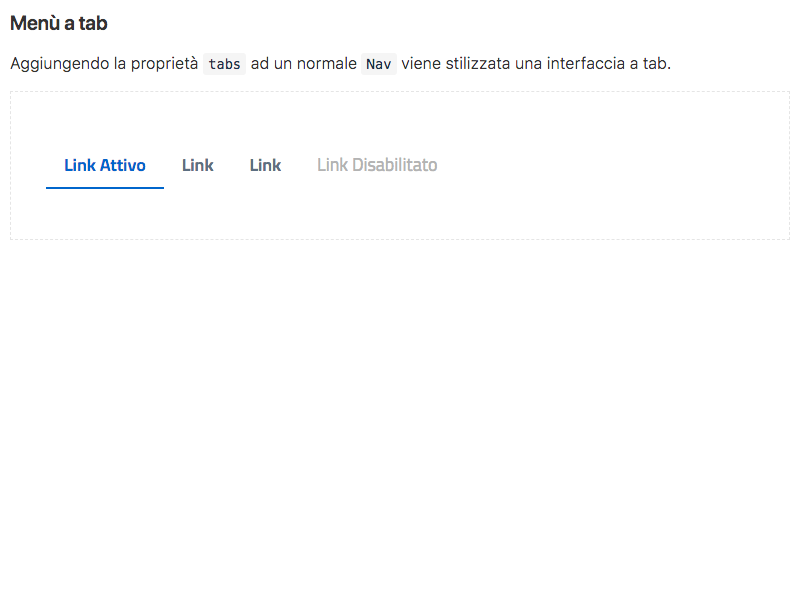 Menù a tab
Aggiungendo la proprietà tabs ad un normale Nav viene stilizzata una interfaccia a tab.
Link Attivo Link Link Link Disabilitato